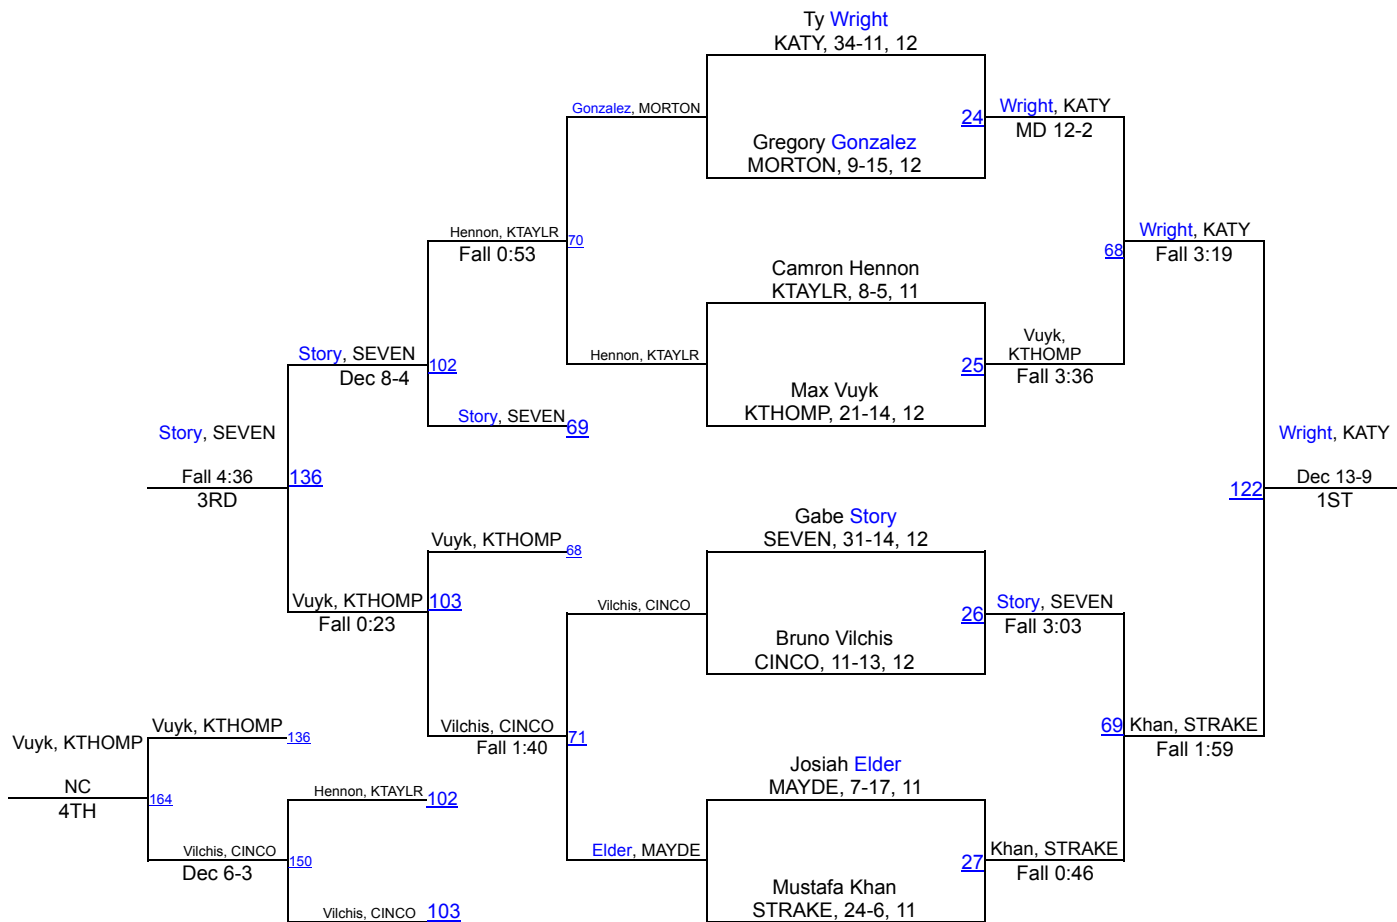 Ty Wright
KATY, 34-11, 12
Gonzalez, MORTON
24
Wright, KATY
MD 12-2
Gregory Gonzalez
MORTON, 9-15, 12
Hennon, KTAYLR
Fall 0:53
70
Wright, KATY
Fall 3:19
68
Camron Hennon
KTAYLR, 8-5, 11
Story, SEVEN
Dec 8-4
102
Hennon, KTAYLR
25
Vuyk,
KTHOMP
Fall 3:36
Max Vuyk
KTHOMP, 21-14, 12
Story, SEVEN
69
Story, SEVEN
Fall 4:36
3RD
136
Wright, KATY
Dec 13-9
1ST
122
Gabe Story
SEVEN, 31-14, 12
Vuyk, KTHOMP
68
Vuyk, KTHOMP
Fall 0:23
103
Vilchis, CINCO
26
Story, SEVEN
Fall 3:03
Bruno Vilchis
CINCO, 11-13, 12
Vilchis, CINCO
Fall 1:40
71
69
Khan, STRAKE
Fall 1:59
Vuyk, KTHOMP
NC
4TH
164
Vuyk, KTHOMP
136
Josiah Elder
MAYDE, 7-17, 11
Hennon, KTAYLR
102
Vilchis, CINCO
Dec 6-3
150
Elder, MAYDE
27
Khan, STRAKE
Fall 0:46
Mustafa Khan
STRAKE, 24-6, 11
Vilchis, CINCO
103